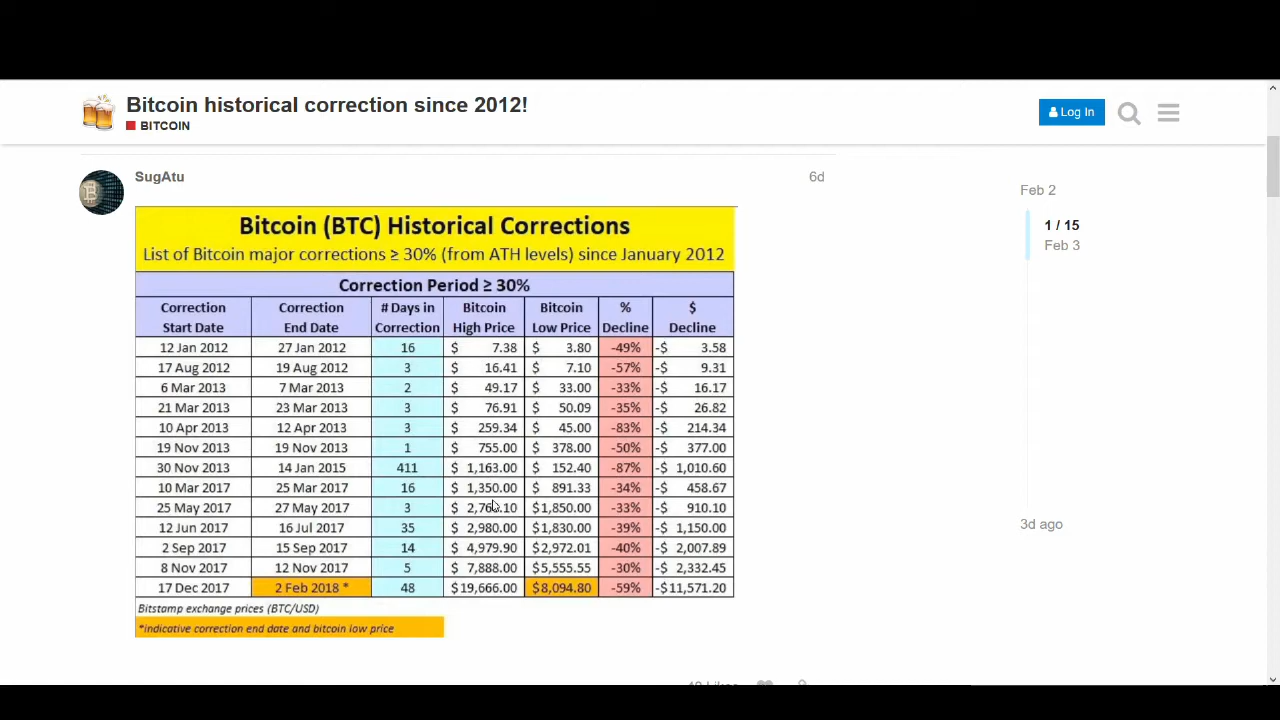 Bitcoin historical correction since 2012!
BITCOIN
Log In
SugAtu
6d
Feb 2
1 / 15
Feb 3
3d ago
Bitcoin (BTC) Historical Corrections
List of Bitcoin major corrections ≥ 30% (from ATH levels) since January 2012
Correction Period ≥ 30%
Correction Start Date | Correction End Date | # Days in Correction | Bitcoin High Price | Bitcoin Low Price | % Decline | $ Decline
12 Jan 2012 | 27 Jan 2012 | 16 | $ 7.38 | $ 3.80 | -49% | -$ 3.58
17 Aug 2012 | 19 Aug 2012 | 3 | $ 16.41 | $ 7.10 | -57% | -$ 9.31
6 Mar 2013 | 7 Mar 2013 | 2 | $ 49.17 | $ 33.00 | -33% | -$ 16.17
21 Mar 2013 | 23 Mar 2013 | 3 | $ 76.91 | $ 50.09 | -35% | -$ 26.82
10 Apr 2013 | 12 Apr 2013 | 3 | $ 259.34 | $ 45.00 | -83% | -$ 214.34
19 Nov 2013 | 19 Nov 2013 | 1 | $ 755.00 | $ 378.00 | -50% | -$ 377.00
30 Nov 2013 | 14 Jan 2015 | 411 | $ 1,163.00 | $ 152.40 | -87% | -$ 1,010.60
10 Mar 2017 | 25 Mar 2017 | 16 | $ 1,350.00 | $ 891.33 | -34% | -$ 458.67
25 May 2017 | 27 May 2017 | 3 | $ | $1,850.00 | -33% | -$ 910.10
12 Jun 2017 | 16 Jul 2017 | 35 | $ 2,980.00 | $1,830.00 | -39% | -$ 1,150.00
2 Sep 2017 | 15 Sep 2017 | 14 | $ 4,979.90 | $2,972.01 | -40% | -$ 2,007.89
8 Nov 2017 | 12 Nov 2017 | 5 | $ 7,888.00 | $5,555.55 | -30% | -$ 2,332.45
17 Dec 2017 | 2 Feb 2018 * | 48 | $19,666.00 | $8,094.80 | -59% | -$11,571.20
Bitstamp exchange prices (BTC/USD)
*indicative correction end date and bitcoin low price